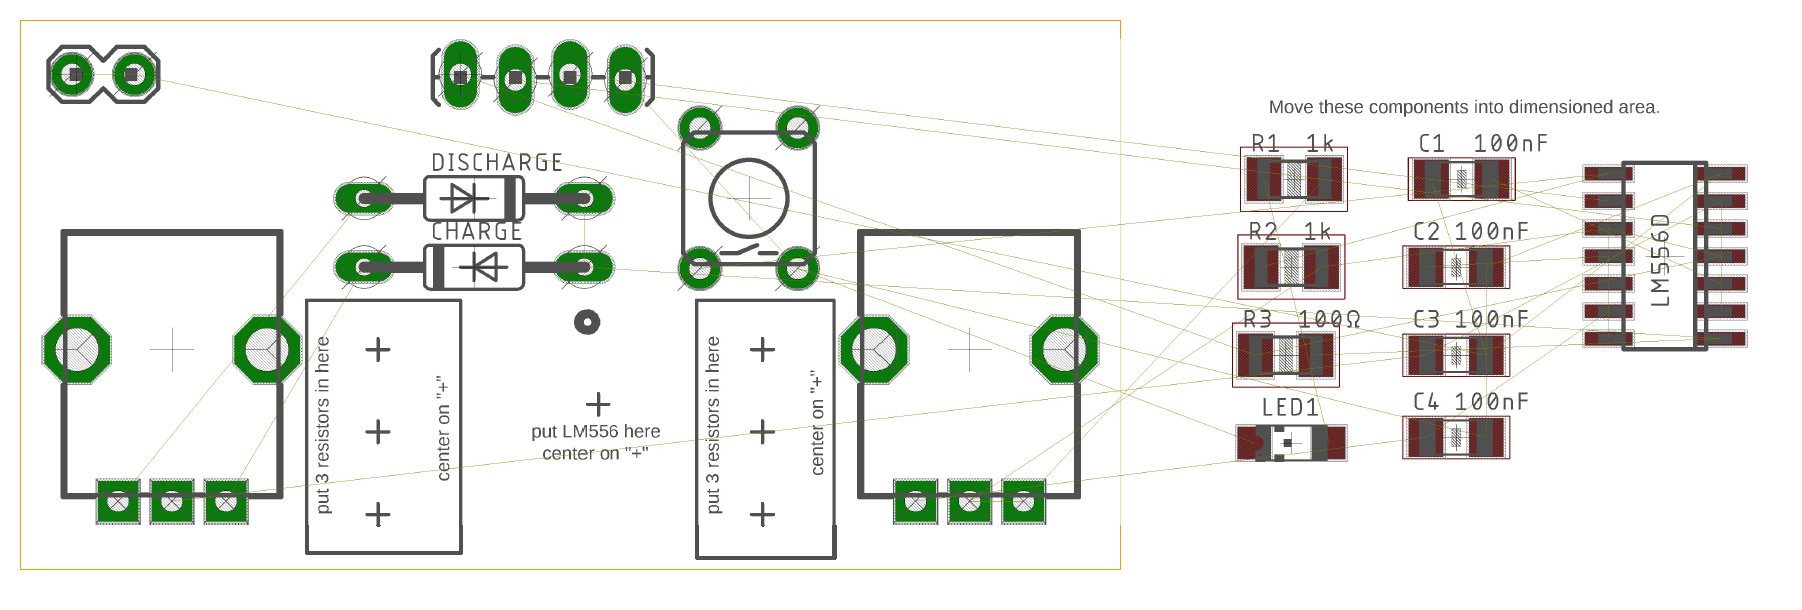 Move these components into dimensioned area.
R1 1k
C1 100nF
DISCHARGE
CHARGE
R2 1k
C2 100nF
LM556D
R3 100Ω
C3 100nF
LED1
C4 100nF
put 3 resistors in here
center on "+"
put LM556 here
center on "+"
put 3 resistors in here
center on "+"